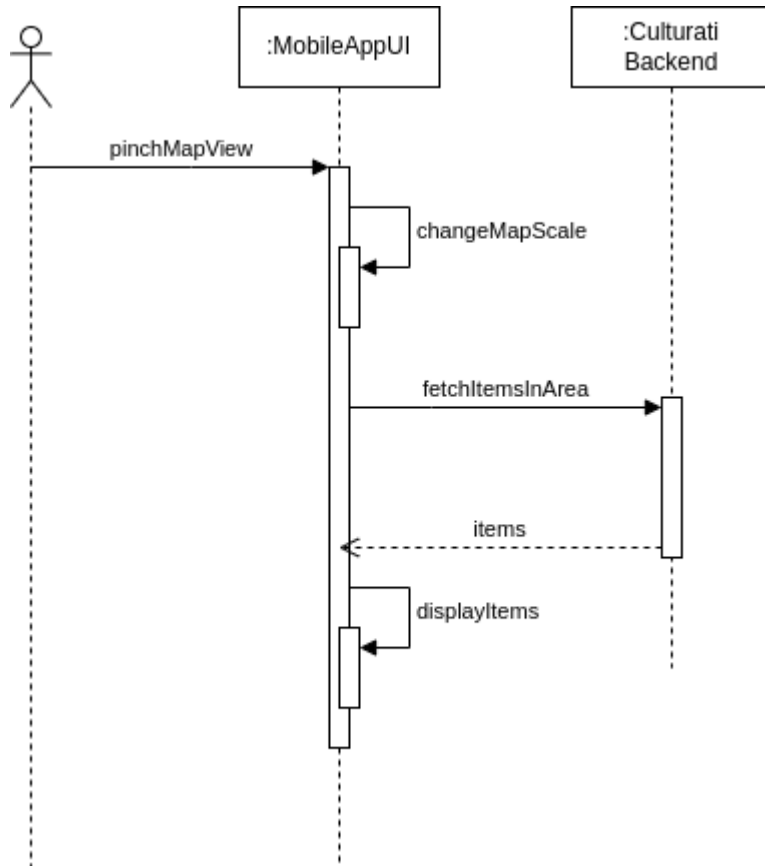 :MobileAppUI
:Culturati
Backend
pinchMapView
changeMapScale
fetchItemsInArea
items
displayItems